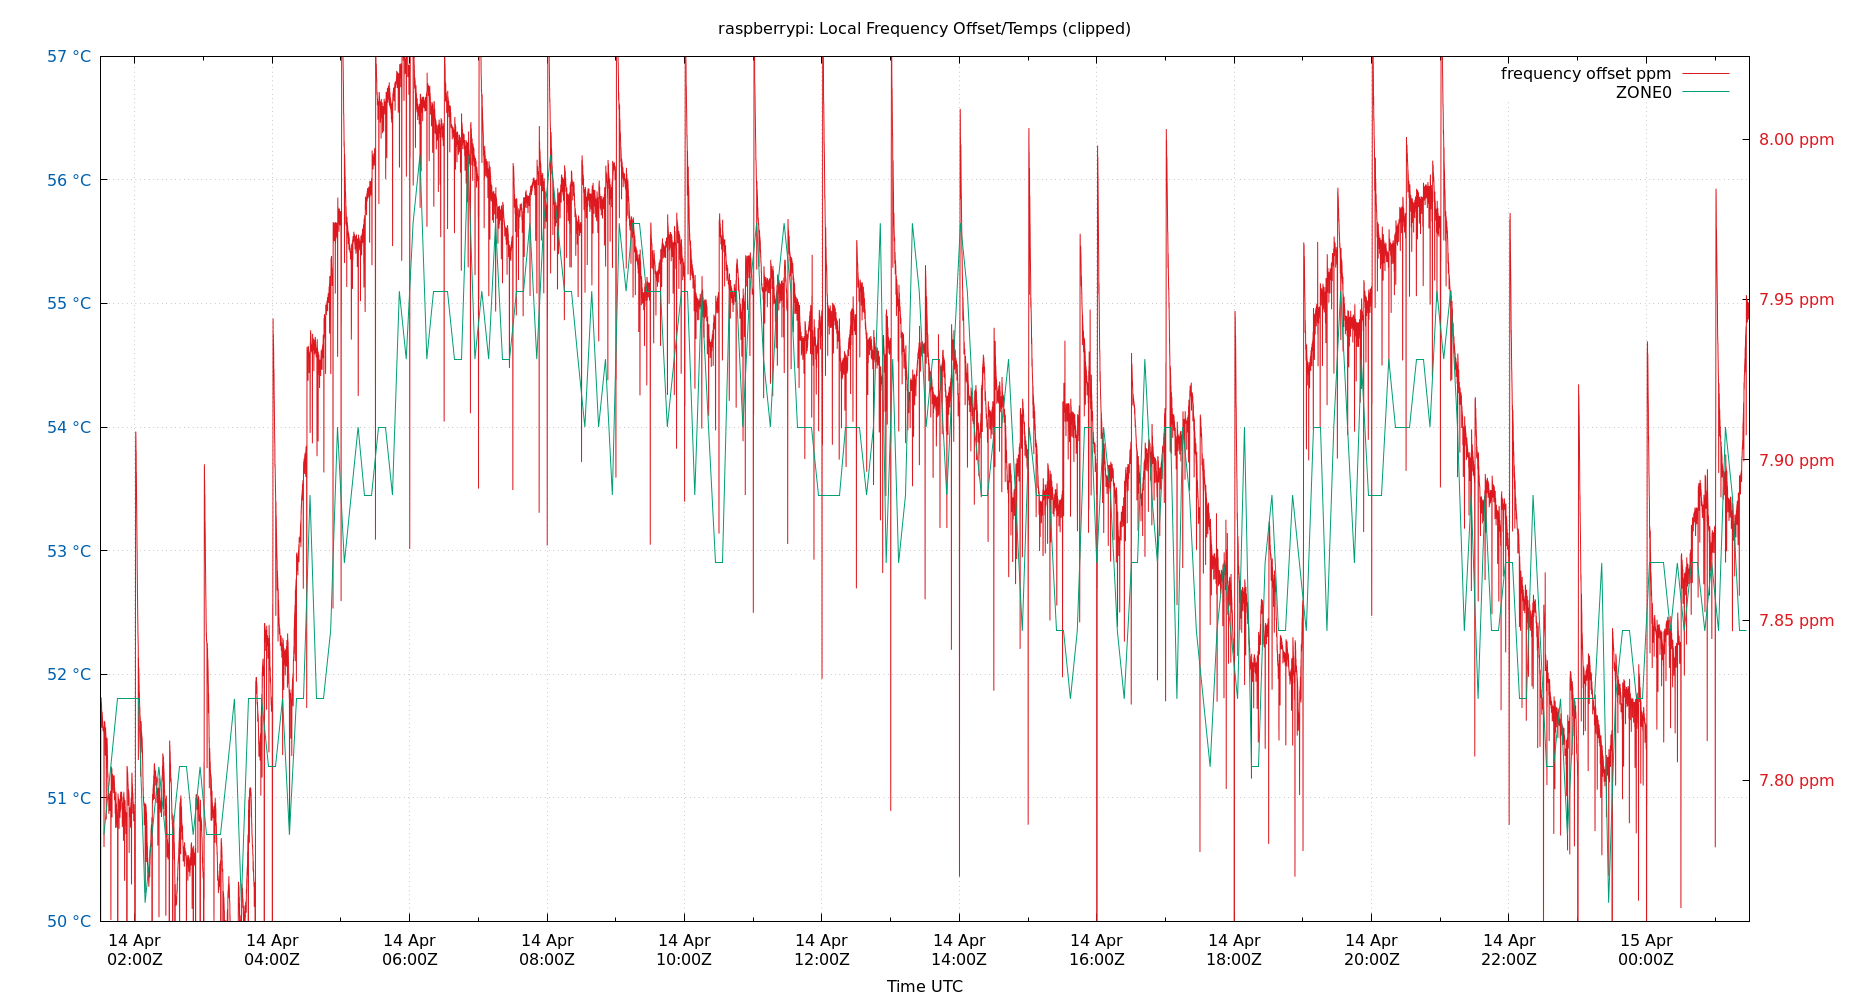 raspberrypi: Local Frequency Offset/Temps (clipped)
frequency offset ppm
ZONE0
57 °C
56 °C
55 °C
54 °C
53 °C
52 °C
51 °C
50 °C
8.00 ppm
7.95 ppm
7.90 ppm
7.85 ppm
7.80 ppm
14 Apr 14 Apr 14 Apr 14 Apr 14 Apr 14 Apr 14 Apr 14 Apr 14 Apr 14 Apr 14 Apr 15 Apr
02:00Z 04:00Z 06:00Z 08:00Z 10:00Z 12:00Z 14:00Z 16:00Z 18:00Z 20:00Z 22:00Z 00:00Z
Time UTC